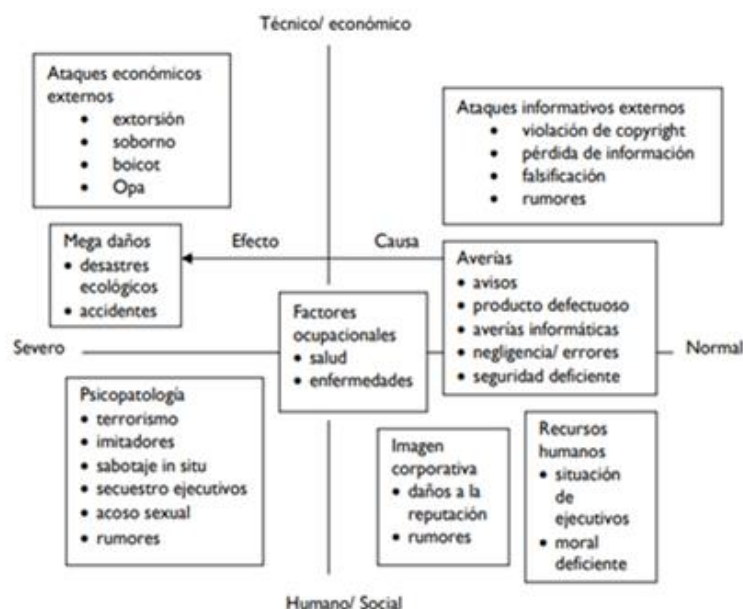 Técnico/ económico
Ataques económicos
externos
• extorsión
• soborno
• boicot
• Opa
Ataques informativos externos
• violación de copyright
• pérdida de información
• falsificación
• rumores
Mega daños
• desastres
ecológicos
• accidentes
Efecto
Causa
Averías
• avisos
• producto defectuoso
• averías informáticas
• negligencia/ errores
• seguridad deficiente
Factores
ocupacionales
• salud
• enfermedades
Severo
Normal
Psicopatología
• terrorismo
• imitadores
• sabotaje in situ
• secuestro ejecutivos
• acoso sexual
• rumores
Imagen
corporativa
• daños a la
reputación
• rumores
Recursos
humanos
• situación
de
ejecutivos
• moral
deficiente
Humano/ Social